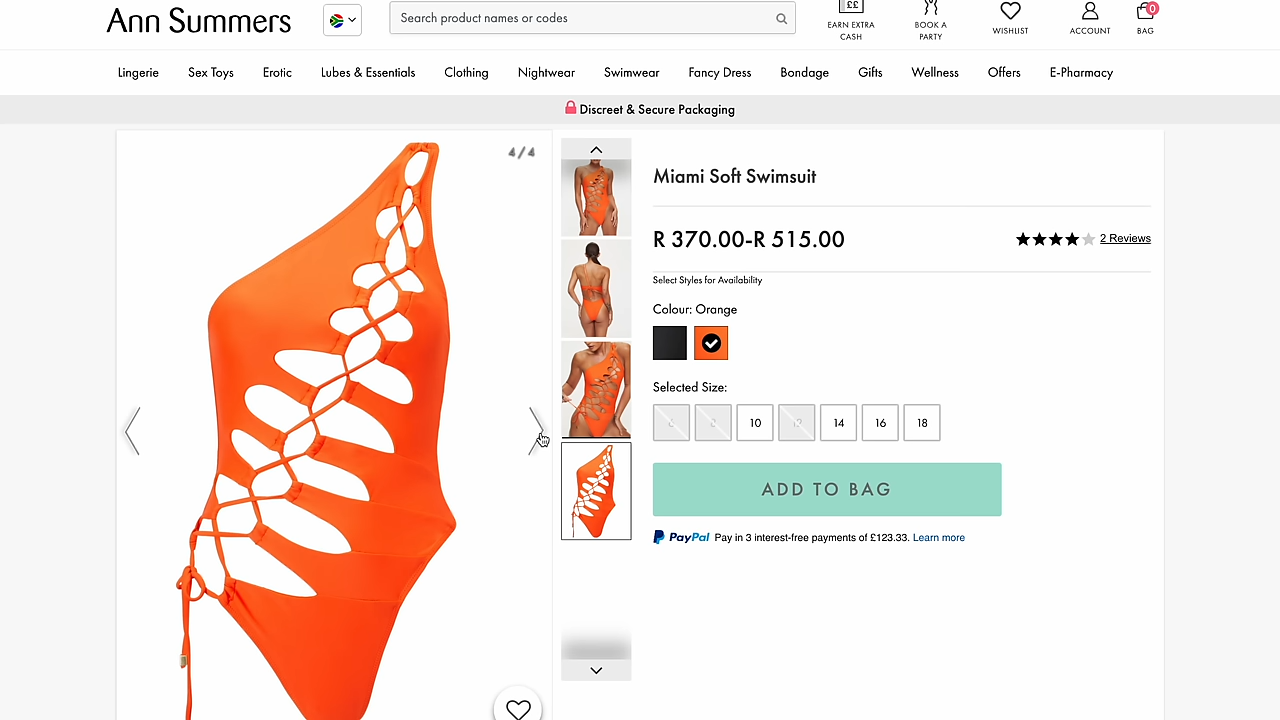 Ann Summers
Search product names or codes
££
EARN EXTRA
CASH
BOOK A
PARTY
WISHLIST
ACCOUNT
0
BAG
Lingerie
Sex Toys
Erotic
Lubes & Essentials
Clothing
Nightwear
Swimwear
Fancy Dress
Bondage
Gifts
Wellness
Offers
E-Pharmacy
Discreet & Secure Packaging
4/4
Miami Soft Swimsuit
R 370.00-R 515.00
2 Reviews
Select Styles for Availability
Colour: Orange
Selected Size:
6 8 10 12 14 16 18
ADD TO BAG
PayPal Pay in 3 interest-free payments of £123.33. Learn more